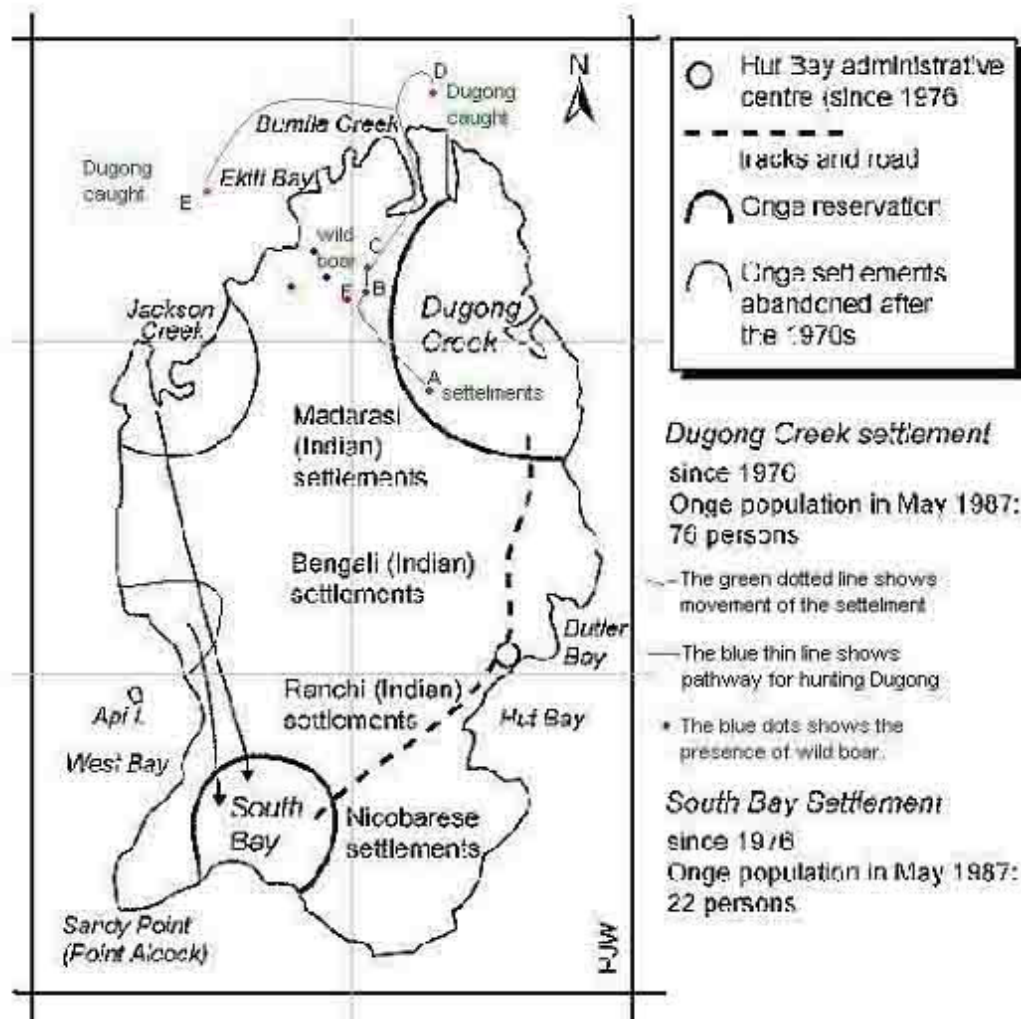 N
D
Dugong
caught
Bumila Creek
Dugong
caught
Ekiti Bay
E
wild
boar
C
B
F
Jackson
Creek
Dugong
Creek
A
settelments
Madarasi
(Indian)
settlements
Bengali (Indian)
settlements
Butler
Bay
Ranchi (Indian)
settlements
Hut Bay
Api I.
West Bay
South
Bay
Nicobarese
settlements
Sandy Point
(Point Alcock)
PJW
Hut Bay administrative
centre (since 1976
tracks and road
Onge reservation
Onge settlements
abandoned after
the 1970s
Dugong Creek settlement
since 1976
Onge population in May 1987:
76 persons
The green dotted line shows
movement of the settelment
The blue thin line shows
pathway for hunting Dugong
The blue dots shows the
presence of wild boar.
South Bay Settlement
since 1976
Onge population in May 1987:
22 persons